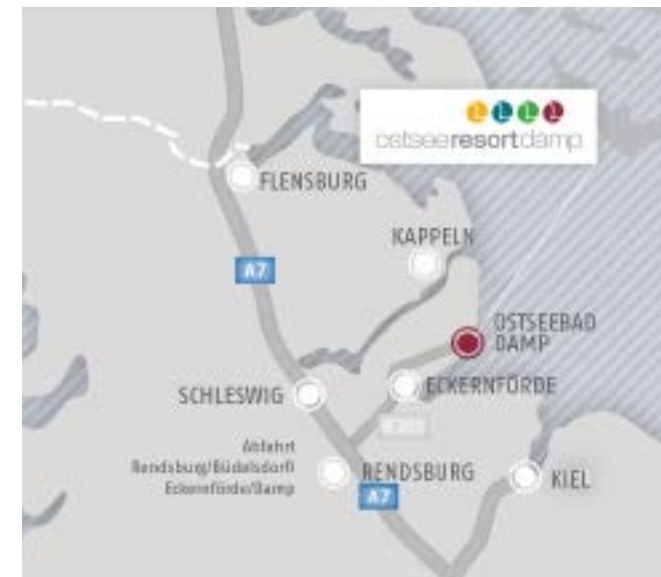 ostseeresortdamp
FLENSBURG
KAPPELN
A7
OSTSEEBAD
DAMP
SCHLESWIG
ECKERNFÖRDE
Abfahrt
Rendsburg/Büdelsdorf
Eckernförde/Damp
RENDSBURG
KIEL
A7